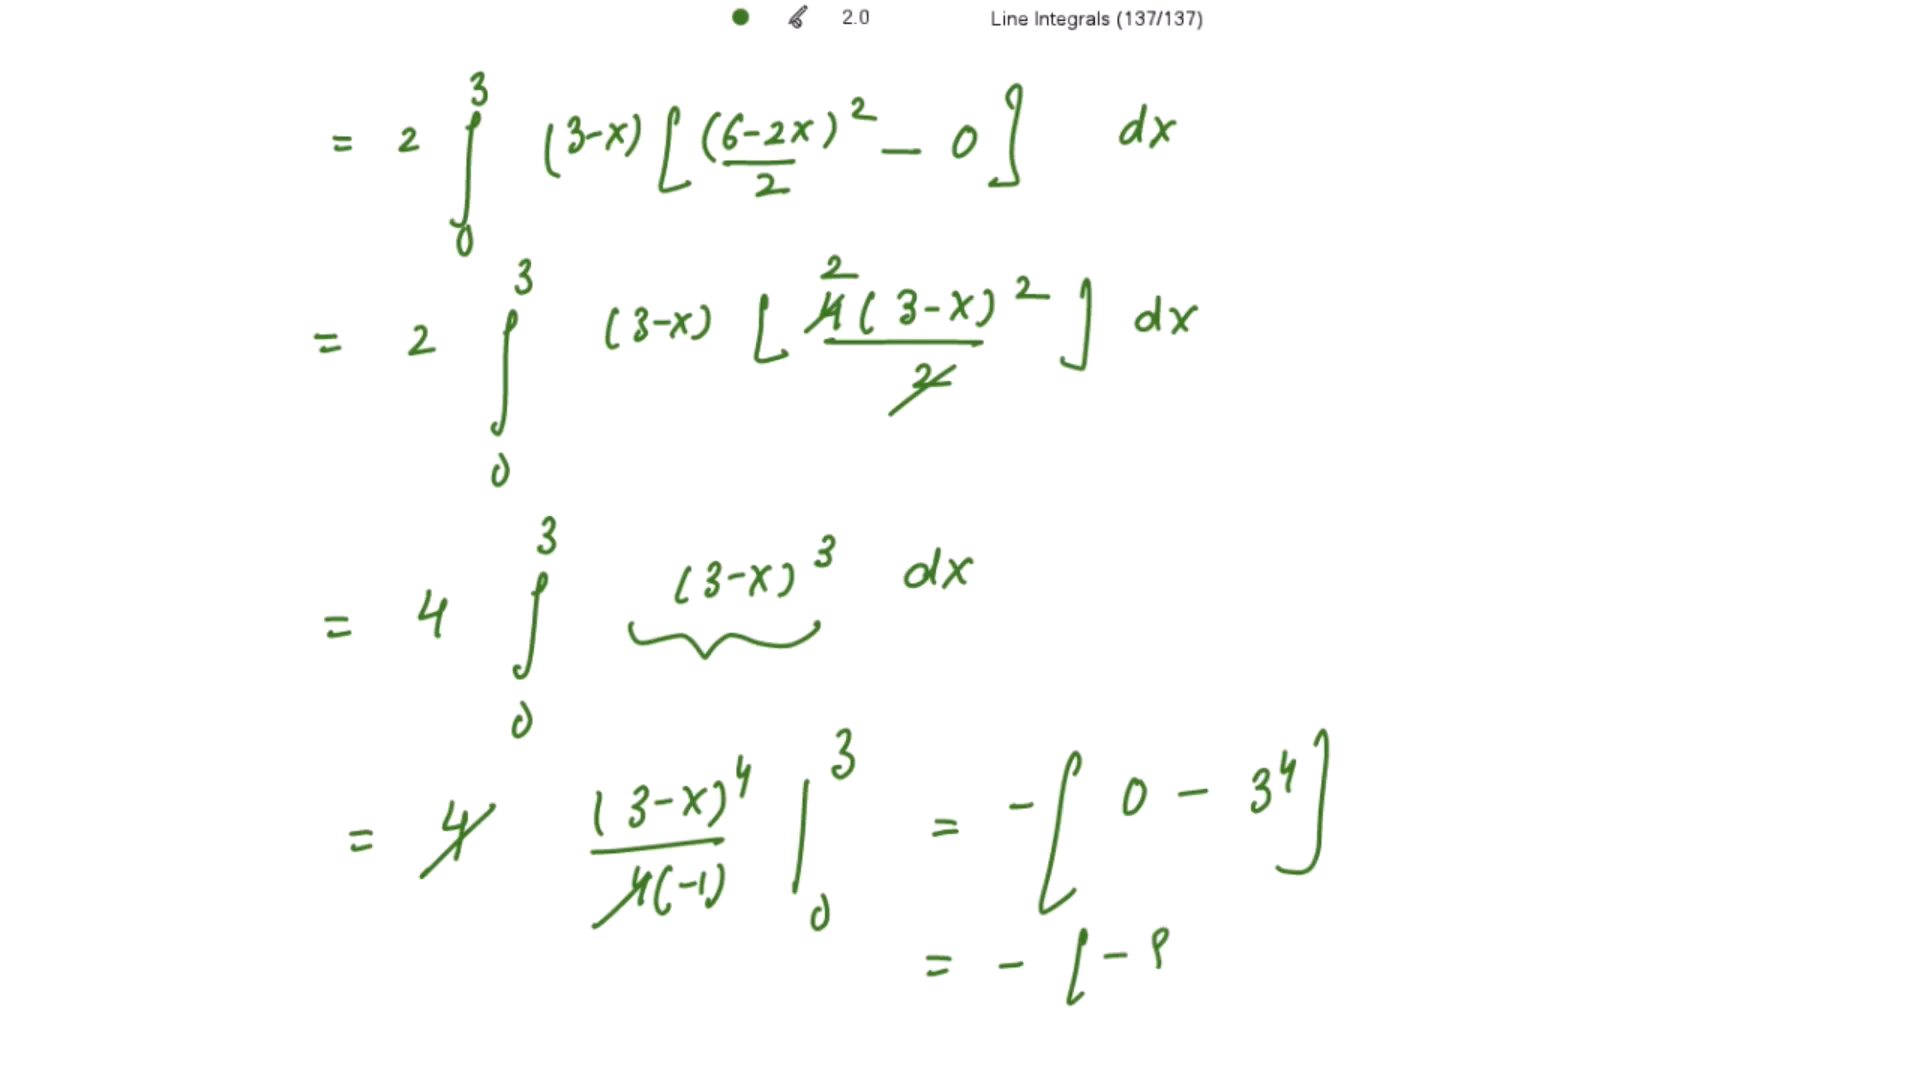 2.0 Line Integrals (137/137)
= 2 ∫₀³ (3-x) [ (6-2x)²/2 - 0 ] dx
= 2 ∫₀³ (3-x) [ 2 4(3-x)²/2 ] dx
= 4 ∫₀³ (3-x)³ dx
= 4 (3-x)⁴/4(-1) |₀³ = - [ 0 - 3⁴ ]
= - [ -